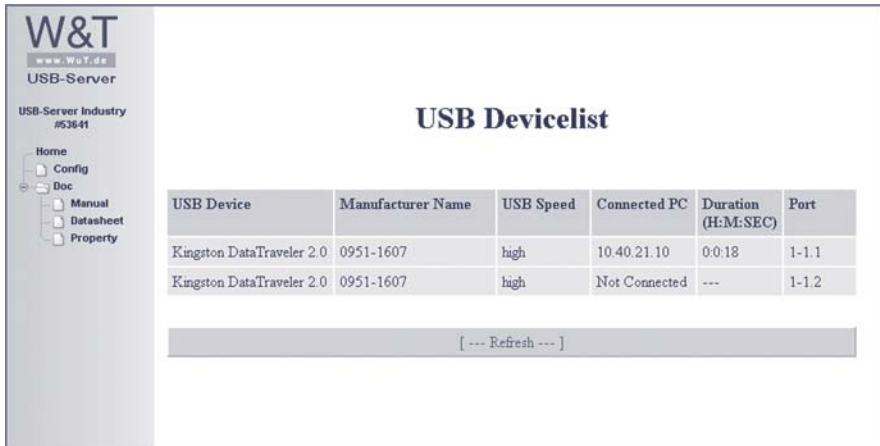 W&T
www.WuT.de
USB-Server
USB-Server Industry
#53641
Home
Config
Doc
Manual
Datasheet
Property
USB Devicelist
USB Device Manufacturer Name USB Speed Connected PC Duration (H:M:SEC) Port
Kingston DataTraveler 2.0 0951-1607 high 10.40.21.10 0:0:18 1-1.1
Kingston DataTraveler 2.0 0951-1607 high Not Connected --- 1-1.2
[ --- Refresh --- ]